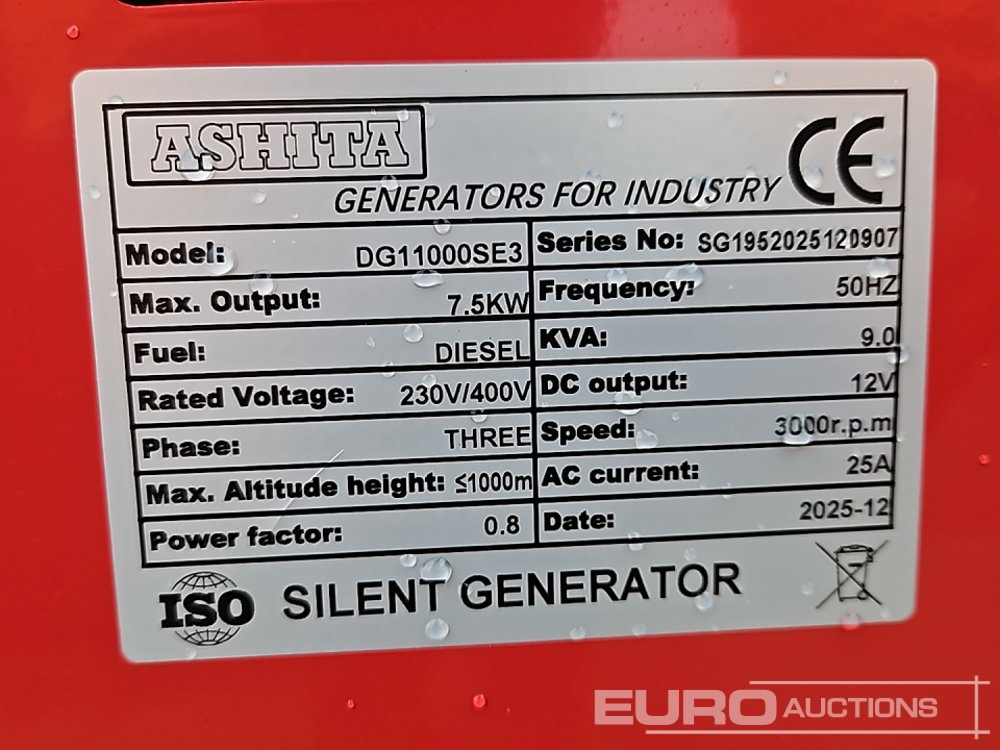 ASHITA
GENERATORS FOR INDUSTRY
CE
Model: DG11000SE3 Series No: SG1952025120907
Max. Output: 7.5KW Frequency: 50HZ
Fuel: DIESEL KVA: 9.0
Rated Voltage: 230V/400V DC output: 12V
Phase: THREE Speed: 3000r.p.m
Max. Altitude height: ≤1000m AC current: 25A
Power factor: 0.8 Date: 2025-12
ISO SILENT GENERATOR
EURO AUCTIONS